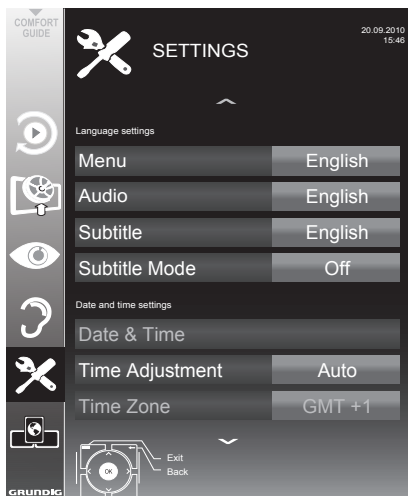 COMFORT
GUIDE
SETTINGS
20.09.2010
15:46
Language settings
Menu English
Audio English
Subtitle English
Subtitle Mode Off
Date and time settings
Date & Time
Time Adjustment Auto
Time Zone GMT +1
Exit
Back
OK
GRUNDIG